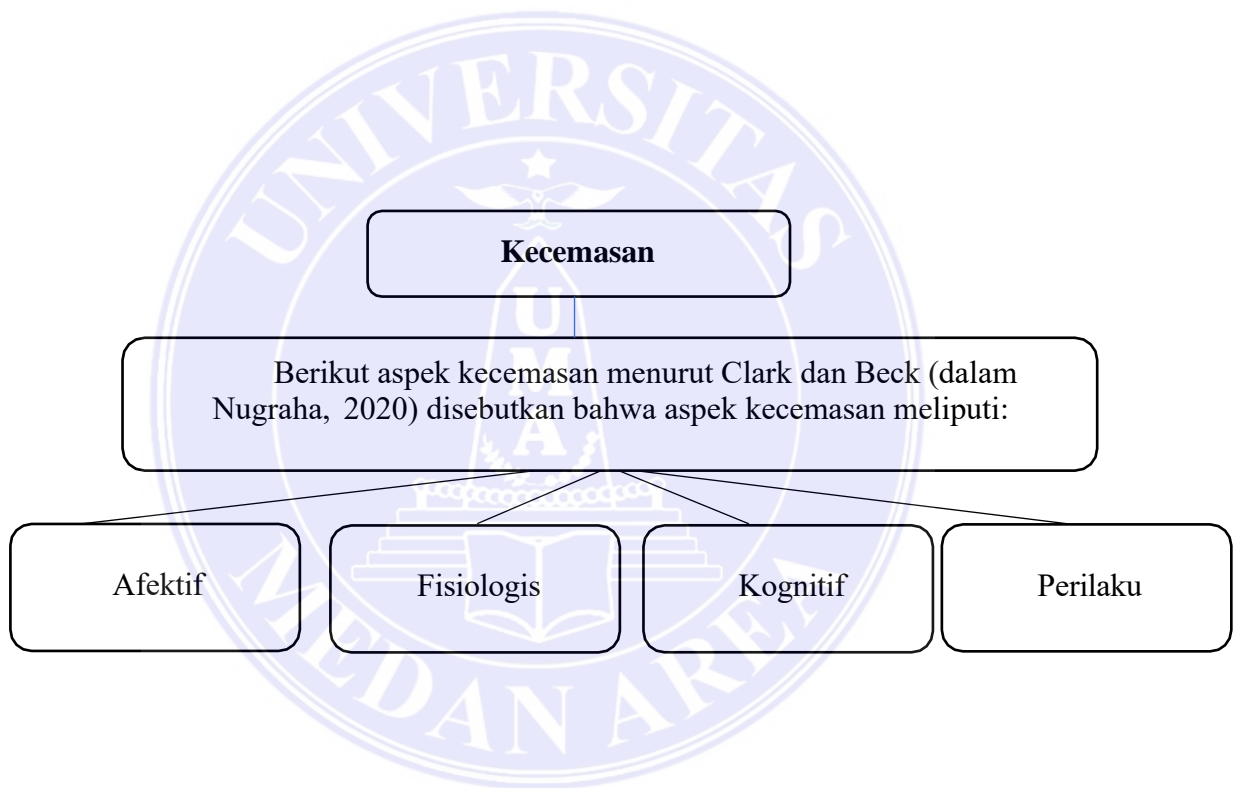 UNIVERSITAS
Kecemasan
UMA
Berikut aspek kecemasan menurut Clark dan Beck (dalam
Nugraha, 2020) disebutkan bahwa aspek kecemasan meliputi:
Afektif
Fisiologis
Kognitif
Perilaku
MEDAN AREA